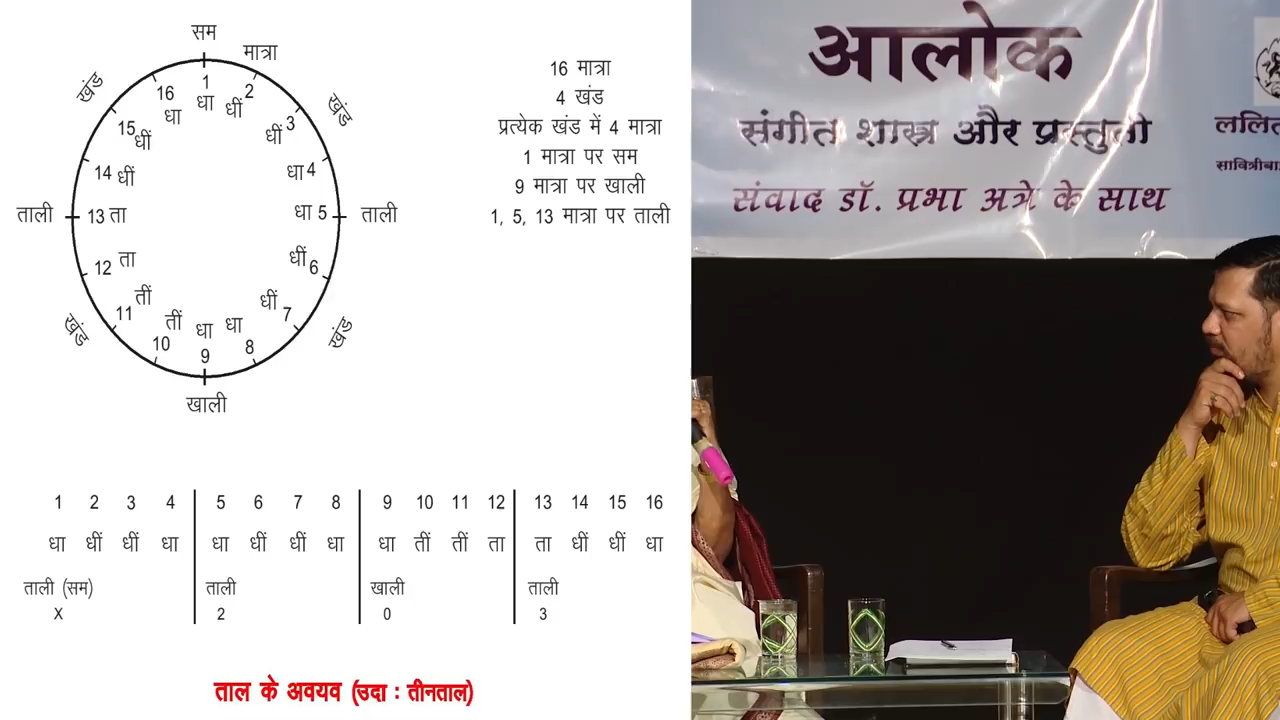 सम
मात्रा
खंड
खंड
16 1 2
धा धा धीं
15 3
धीं धीं
14 धीं धा 4
ताली 13 ता धा 5 ताली
12 ता धीं 6
11 तीं धीं 7
10 तीं धा धा 8
9
खंड
खंड
खाली
16 मात्रा
4 खंड
प्रत्येक खंड में 4 मात्रा
1 मात्रा पर सम
9 मात्रा पर खाली
1, 5, 13 मात्रा पर ताली
1 2 3 4 5 6 7 8 9 10 11 12 13 14 15 16
धा धीं धीं धा धा धीं धीं धा धा तीं तीं ता ता धीं धीं धा
ताली (सम) ताली खाली ताली
X 2 0 3
ताल के अवयव (उदा : तीनताल)
आलोक
संगीत शास्त्र और प्रस्तुती
संवाद डॉ. प्रभा अत्रे के साथ